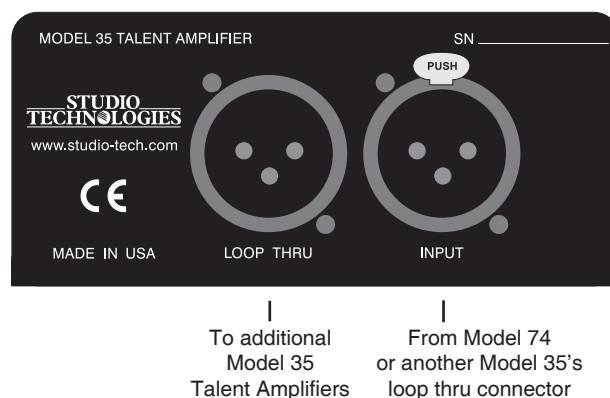 MODEL 35 TALENT AMPLIFIER
SN
PUSH
STUDIO
TECHNOLOGIES
www.studio-tech.com
CE
MADE IN USA
LOOP THRU
INPUT
To additional
Model 35
Talent Amplifiers
From Model 74
or another Model 35's
loop thru connector